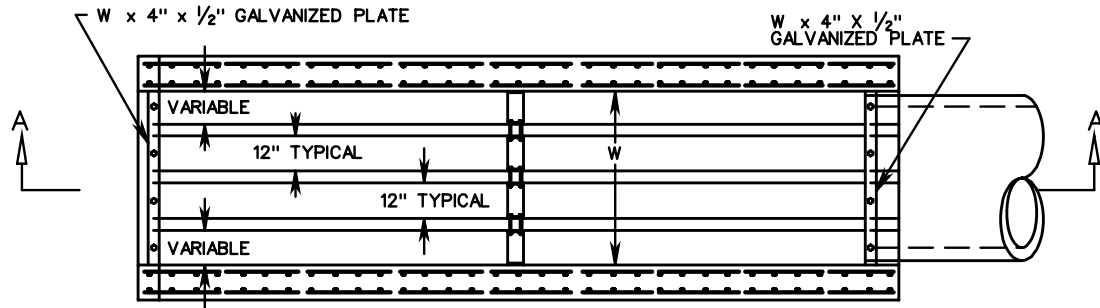 W x 4" x 1/2" GALVANIZED PLATE
W x 4" X 1/2"
GALVANIZED PLATE
VARIABLE
A
A
12" TYPICAL
W
12" TYPICAL
VARIABLE